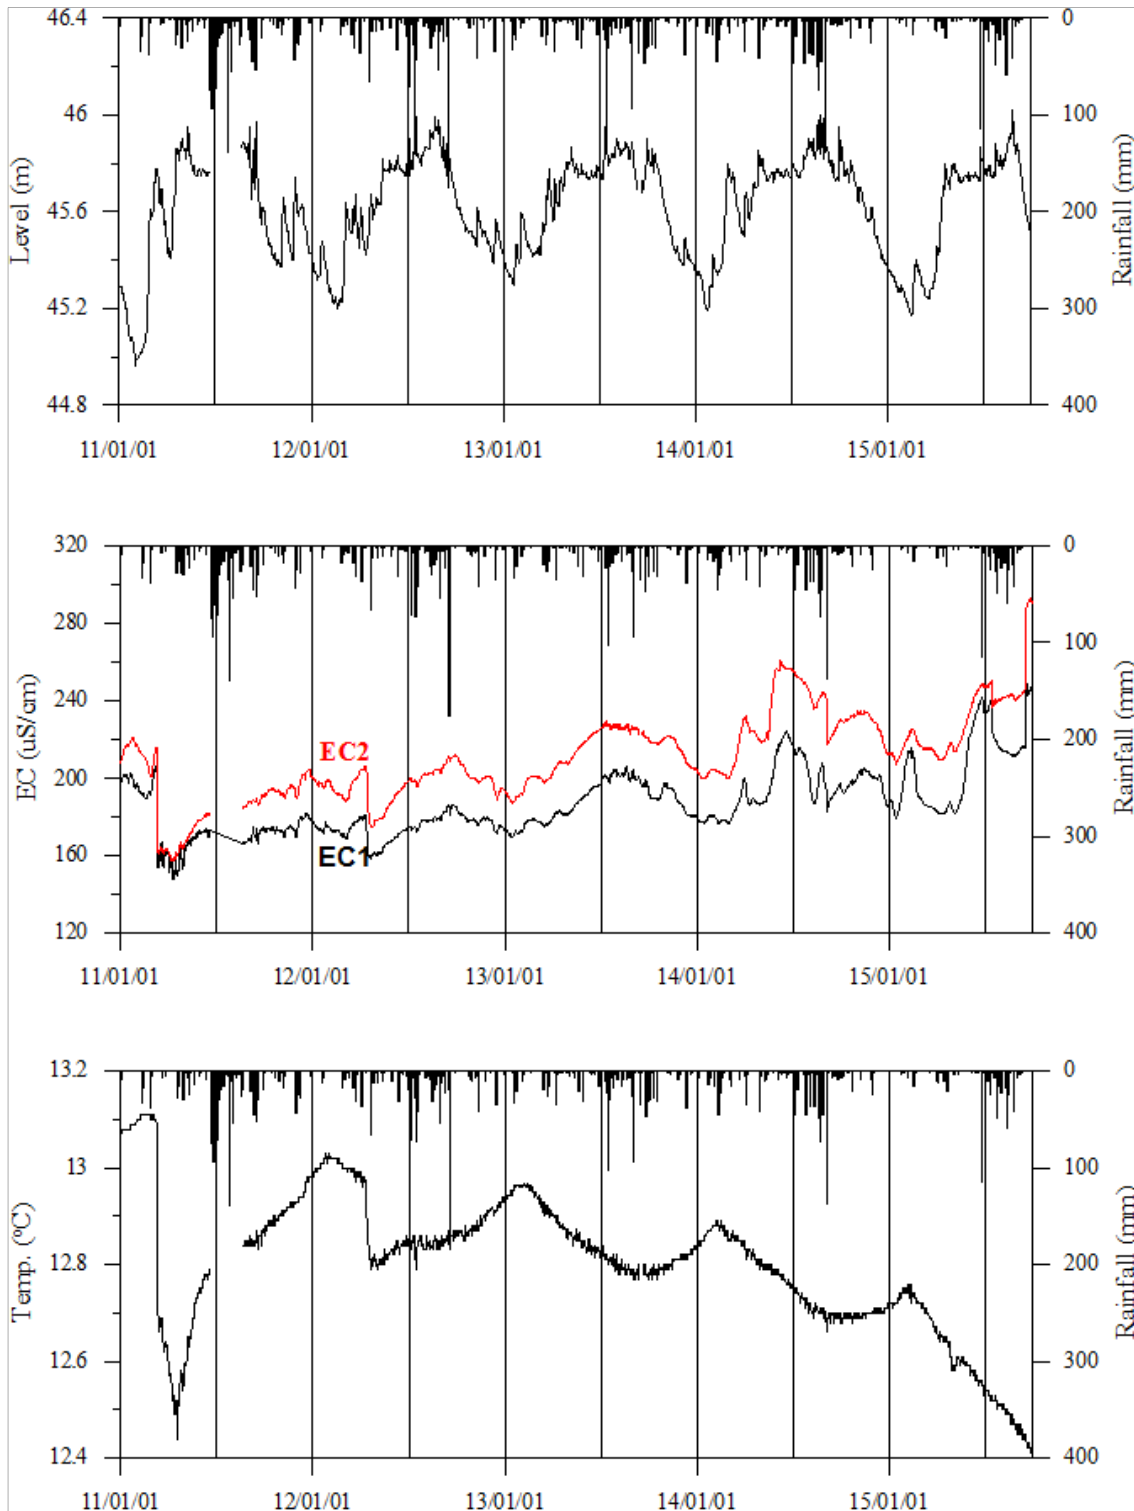 46.4
46
45.6
45.2
44.8
Level (m)
0
100
200
300
400
Rainfall (mm)
11/01/01 12/01/01 13/01/01 14/01/01 15/01/01
320
280
240
200
160
120
EC (uS/cm)
EC2
EC1
0
100
200
300
400
Rainfall (mm)
11/01/01 12/01/01 13/01/01 14/01/01 15/01/01
13.2
13
12.8
12.6
12.4
Temp. (ºC)
0
100
200
300
400
Rainfall (mm)
11/01/01 12/01/01 13/01/01 14/01/01 15/01/01